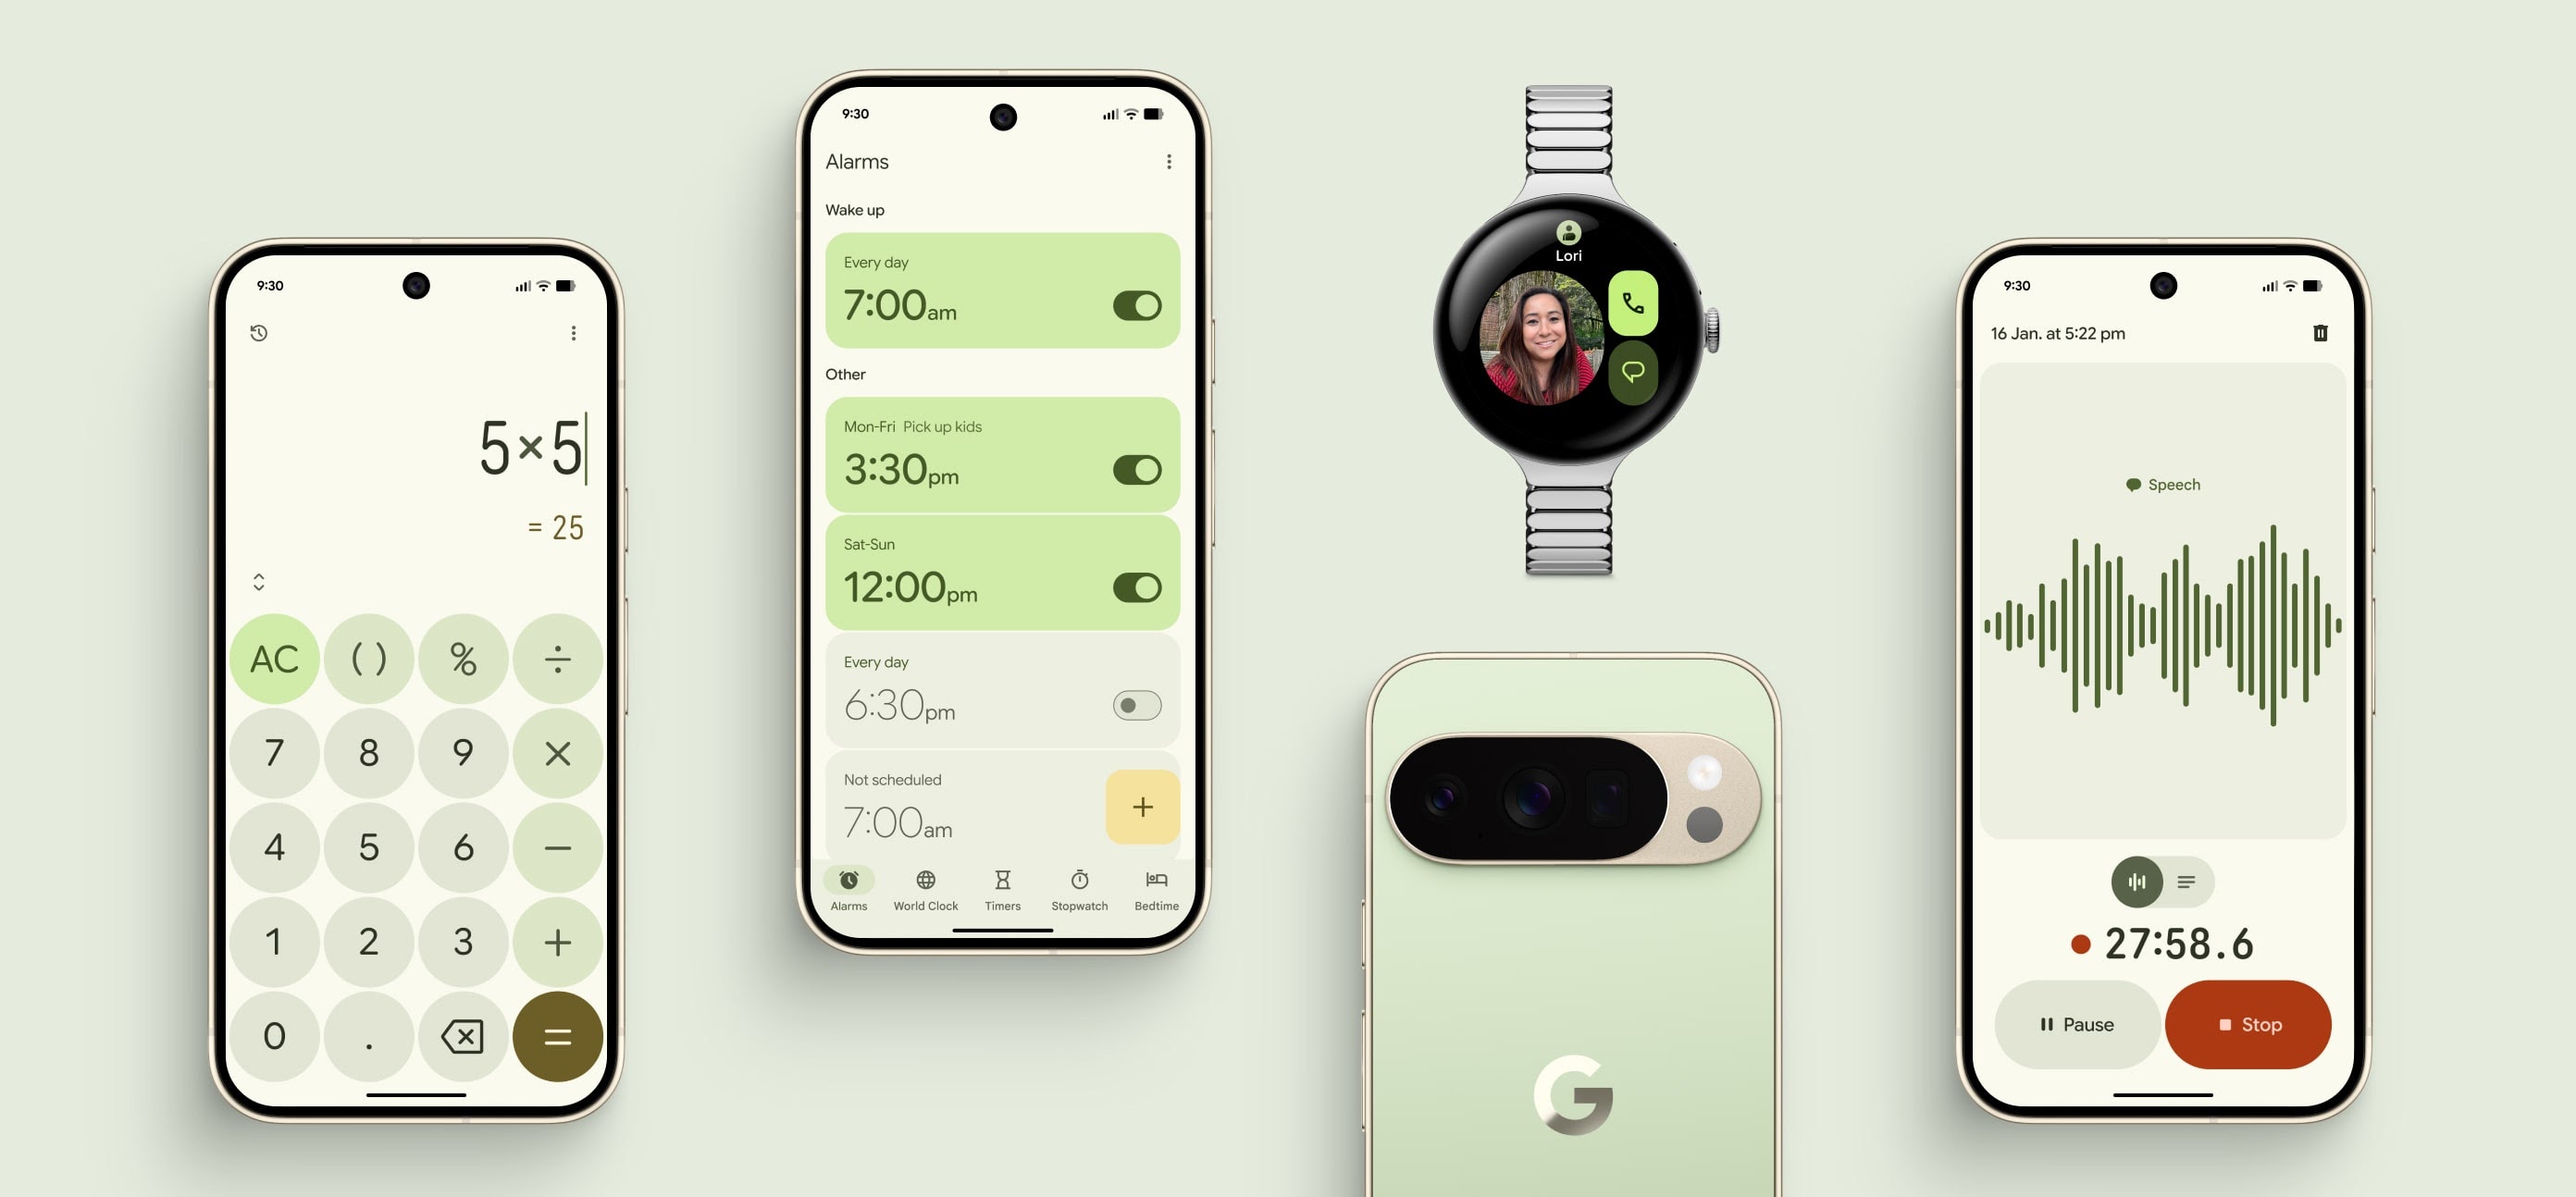 9:30
5×5
= 25
AC ( ) % ÷
7 8 9 ×
4 5 6 −
1 2 3 +
0 . =
9:30
Alarms
Wake up
Every day
7:00am
Other
Mon-Fri Pick up kids
3:30pm
Sat-Sun
12:00pm
Every day
6:30pm
Not scheduled
7:00am
+
Alarms World Clock Timers Stopwatch Bedtime
Lori
G
9:30
16 Jan. at 5:22 pm
Speech
27:58.6
Pause Stop